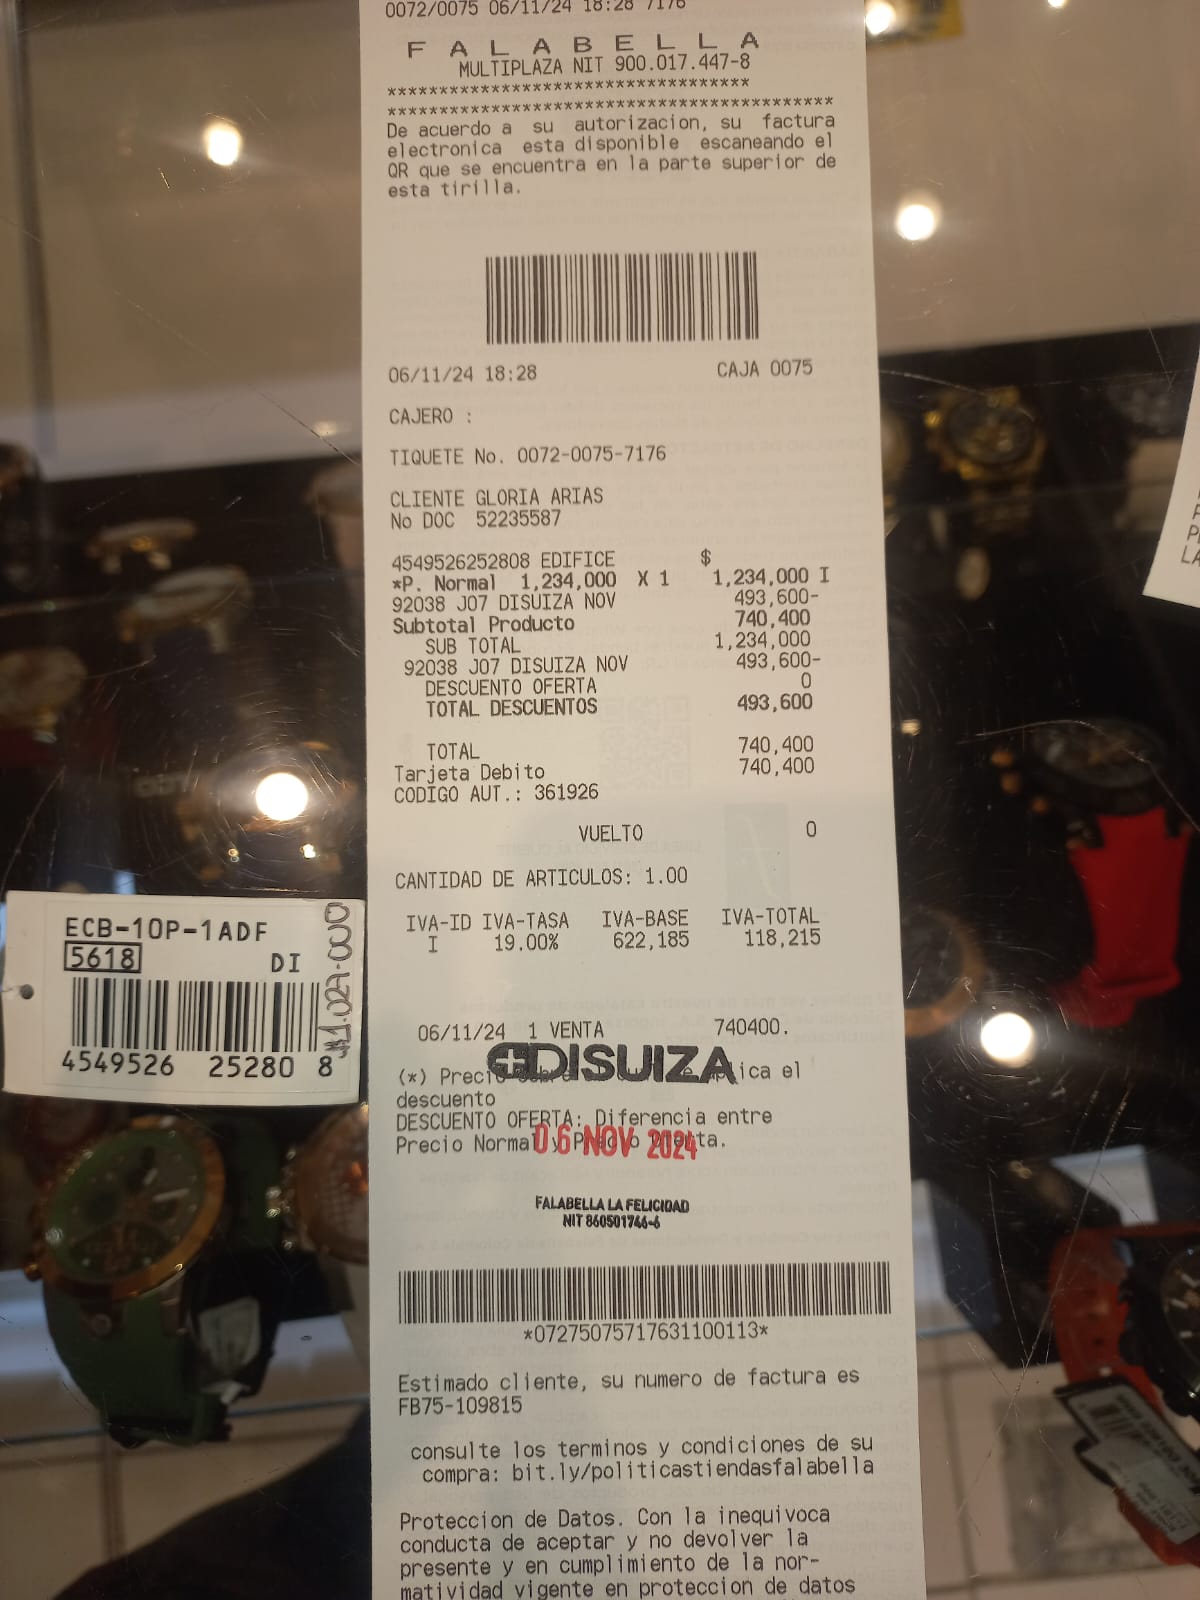 0072/0075 06/11/24 18:28 7176
F A L A B E L L A
MULTIPLAZA NIT 900.017.447-8
***********************************
*******************************************
De acuerdo a su autorizacion, su factura
electronica esta disponible escaneando el
QR que se encuentra en la parte superior de
esta tirilla.
06/11/24 18:28 CAJA 0075
CAJERO :
TIQUETE No. 0072-0075-7176
CLIENTE GLORIA ARIAS
No DOC 52235587
4549526252808 EDIFICE $
*P. Normal 1,234,000 X 1 1,234,000 I
92038 J07 DISUIZA NOV 493,600-
Subtotal Producto 740,400
SUB TOTAL 1,234,000
92038 J07 DISUIZA NOV 493,600-
DESCUENTO OFERTA 0
TOTAL DESCUENTOS 493,600
TOTAL 740,400
Tarjeta Debito 740,400
CODIGO AUT.: 361926
VUELTO 0
CANTIDAD DE ARTICULOS: 1.00
IVA-ID IVA-TASA IVA-BASE IVA-TOTAL
I 19.00% 622,185 118,215
06/11/24 1 VENTA 740400.
DISUIZA
(*) Precio aplica el
descuento
DESCUENTO OFERTA: Diferencia entre
Precio Normal y Precio Oferta.
06 NOV 2024
FALABELLA LA FELICIDAD
NIT 860501746-6
*07275075717631100113*
Estimado cliente, su numero de factura es
FB75-109815
consulte los terminos y condiciones de su
compra: bit.ly/politicastiendasfalabella
Proteccion de Datos. Con la inequivoca
conducta de aceptar y no devolver la
presente y en cumplimiento de la nor-
matividad vigente en proteccion de datos
ECB-10P-1ADF
5618 DI
4549526 25280 8
$1.027.000